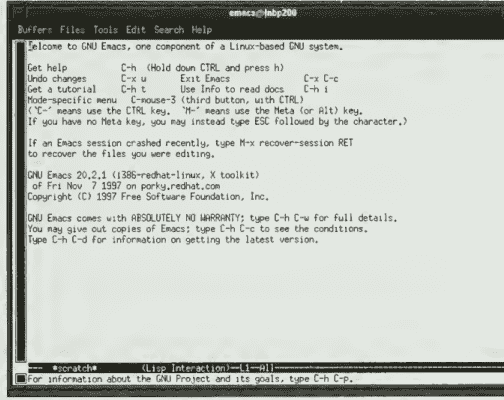 emacs@lnbp200
Buffers Files Tools Edit Search Help
Welcome to GNU Emacs, one component of a Linux-based GNU system.
Get help C-h (Hold down CTRL and press h)
Undo changes C-x u Exit Emacs C-x C-c
Get a tutorial C-h t Use Info to read docs C-h i
Mode-specific menu C-mouse-3 (third button, with CTRL)
(`C-' means use the CTRL key. `M-' means use the Meta (or Alt) key.
If you have no Meta key, you may instead type ESC followed by the character.)
If an Emacs session crashed recently, type M-x recover-session RET
to recover the files you were editing.
GNU Emacs 20.2.1 (i386-redhat-linux, X toolkit)
of Fri Nov 7 1997 on porky.redhat.com
Copyright (C) 1997 Free Software Foundation, Inc.
GNU Emacs comes with ABSOLUTELY NO WARRANTY; type C-h C-w for full details.
You may give out copies of Emacs; type C-h C-c to see the conditions.
Type C-h C-d for information on getting the latest version.
--- *scratch* (Lisp Interaction)--L1--All---
For information about the GNU Project and its goals, type C-h C-p.